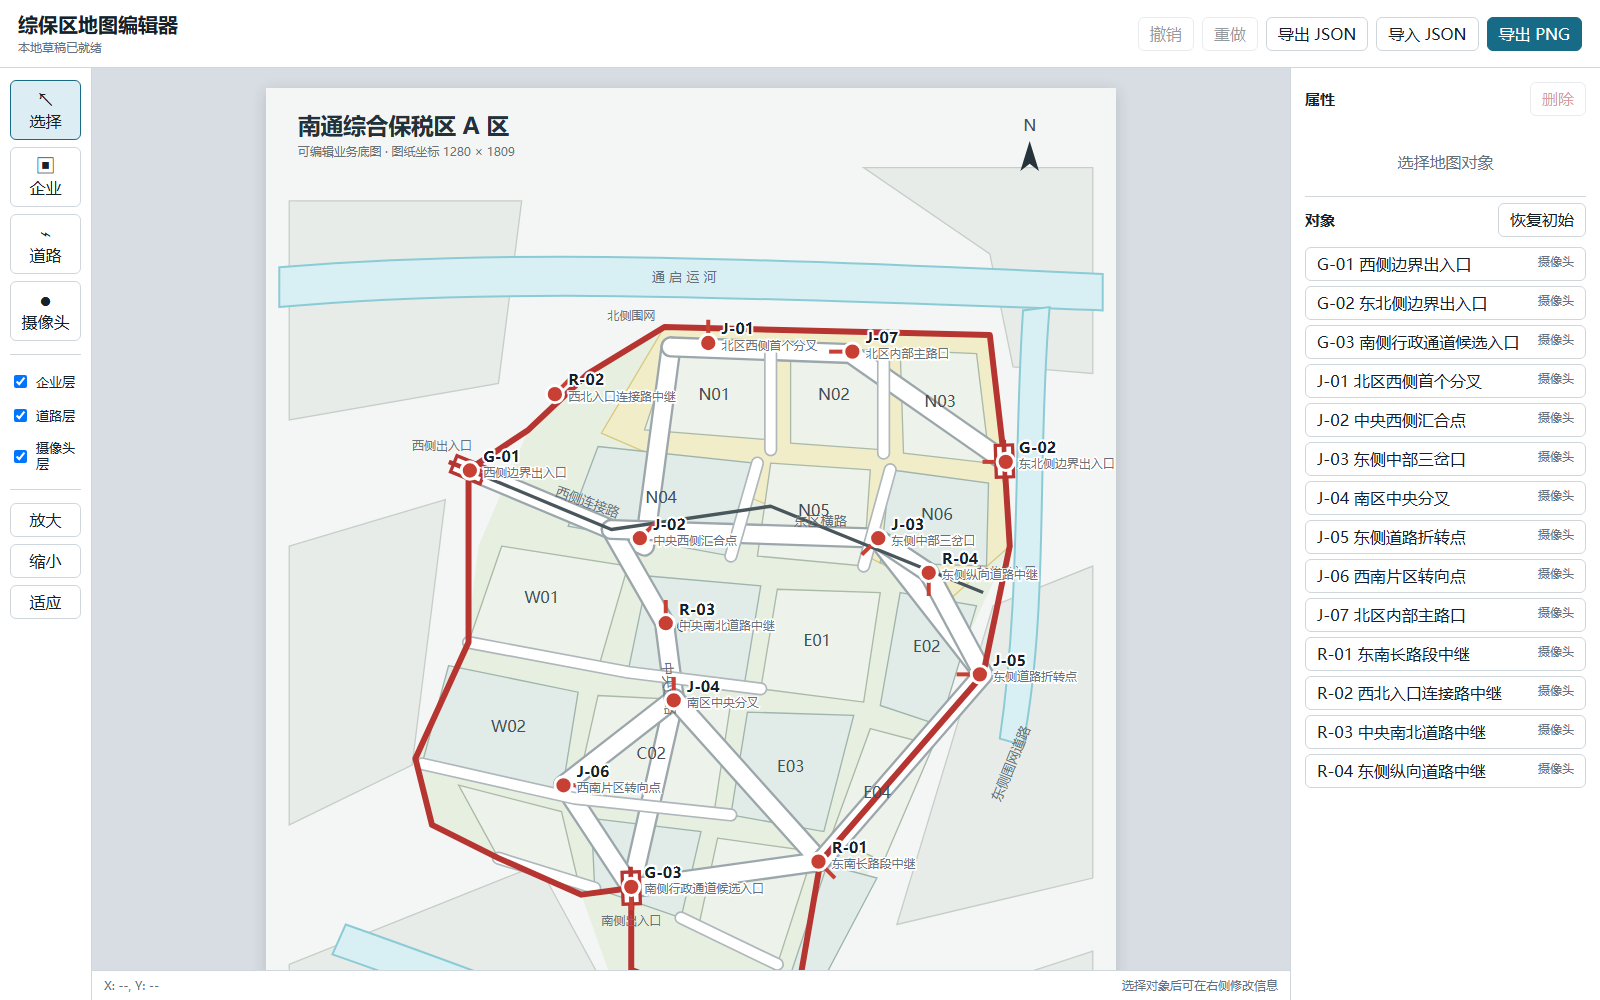 综保区地图编辑器
本地草稿已就绪
撤销
重做
导出 JSON
导入 JSON
导出 PNG
选择
企业
道路
摄像头
企业层
道路层
摄像头
层
放大
缩小
适应
南通综合保税区 A 区
可编辑业务底图 · 图纸坐标 1280 × 1809
N
通 启 运 河
北侧围网
J-01
北区西侧首个分叉
J-07
北区内部主路口
R-02
西北入口连接路中继
N01
N02
N03
西侧出入口
G-01
西侧边界出入口
G-02
东北侧边界出入口
西侧连接路
N04
N05
东区横路
N06
J-02
中央西侧汇合点
J-03
东侧中部三岔口
R-04
东侧纵向道路中继
W01
R-03
中央南北道路中继
E01
E02
J-05
东侧道路折转点
J-04
南区中央分叉
W02
C02
E03
东侧围网道路
J-06
西南片区转向点
E04
R-01
东南长路段中继
G-03
南侧行政通道候选入口
南侧出入口
属性
删除
选择地图对象
对象
恢复初始
G-01 西侧边界出入口 摄像头
G-02 东北侧边界出入口 摄像头
G-03 南侧行政通道候选入口 摄像头
J-01 北区西侧首个分叉 摄像头
J-02 中央西侧汇合点 摄像头
J-03 东侧中部三岔口 摄像头
J-04 南区中央分叉 摄像头
J-05 东侧道路折转点 摄像头
J-06 西南片区转向点 摄像头
J-07 北区内部主路口 摄像头
R-01 东南长路段中继 摄像头
R-02 西北入口连接路中继 摄像头
R-03 中央南北道路中继 摄像头
R-04 东侧纵向道路中继 摄像头
X: --, Y: --
选择对象后可在右侧修改信息